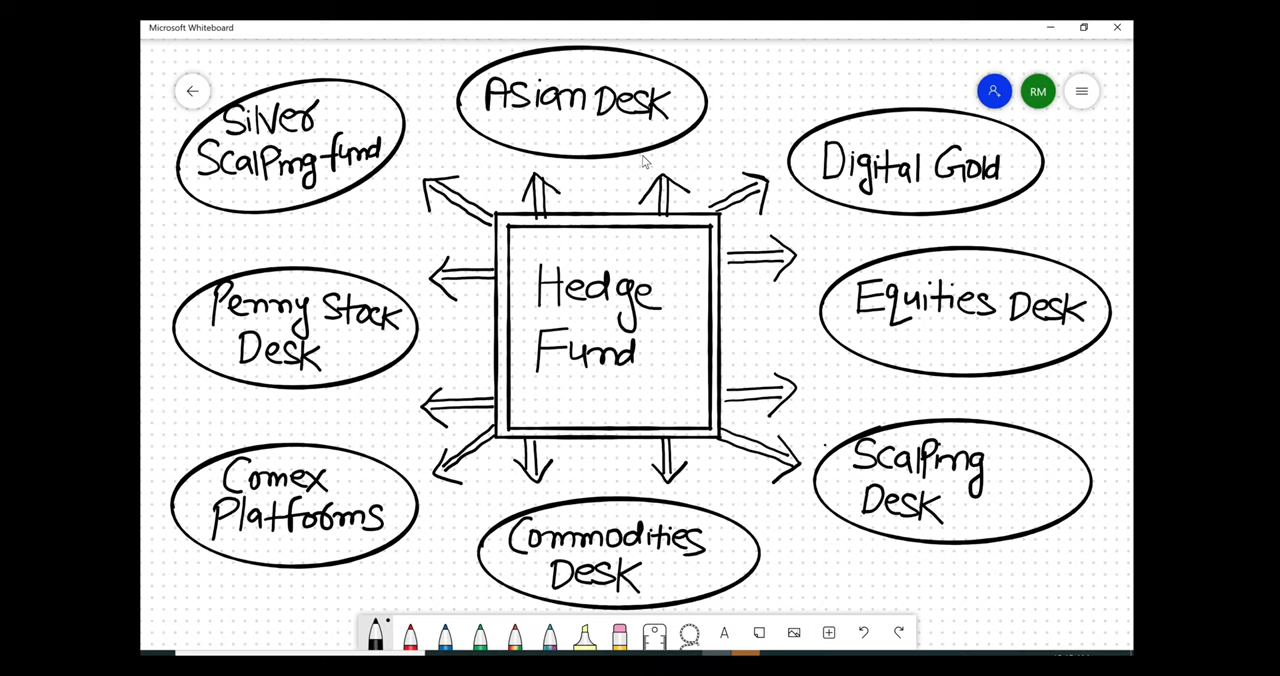 Microsoft Whiteboard
Asian Desk
Silver
Scalping fund
RM
Digital Gold
Hedge
Fund
Penny Stock
Desk
Equities Desk
Comex
Platforms
Scalping
Desk
Commodities
Desk
A